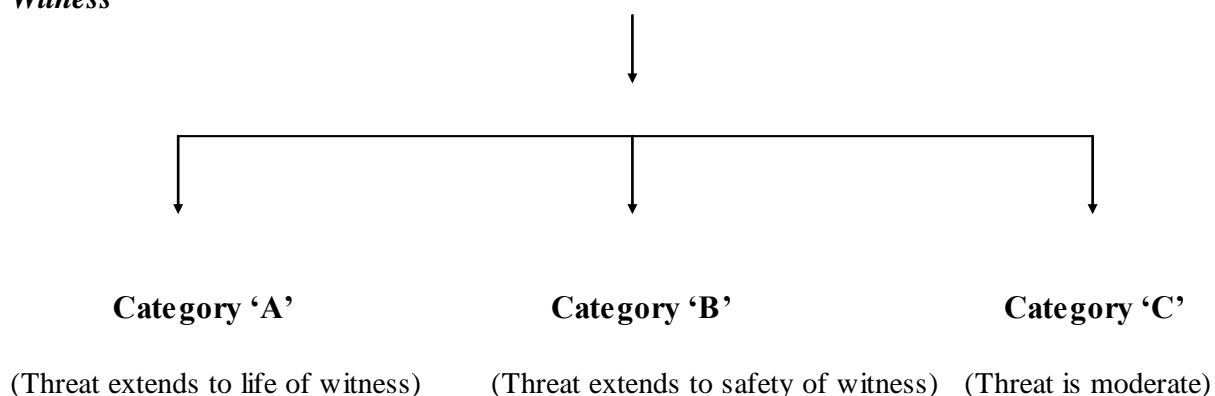 Witness
Category ‘A’ Category ‘B’ Category ‘C’
(Threat extends to life of witness) (Threat extends to safety of witness) (Threat is moderate)